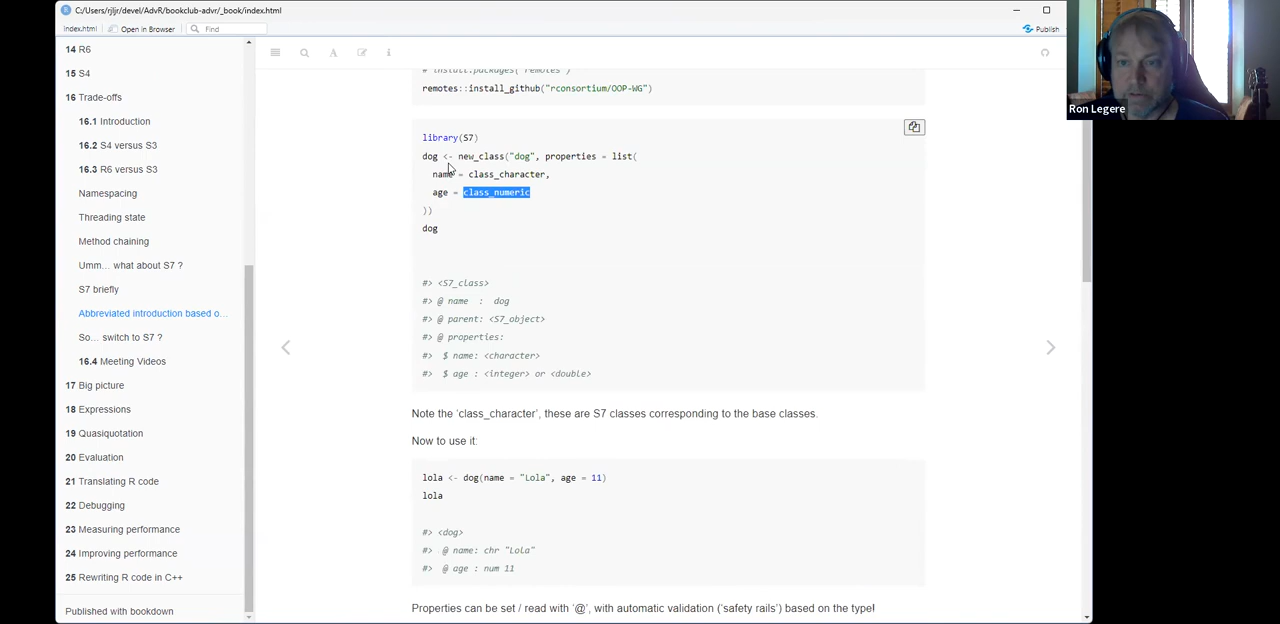 C:/Users/rjljr/devel/AdvR/bookclub-advr/_book/index.html
index.html
Open in Browser
Find
Publish
14 R6
15 S4
16 Trade-offs
16.1 Introduction
16.2 S4 versus S3
16.3 R6 versus S3
Namespacing
Threading state
Method chaining
Umm... what about S7 ?
S7 briefly
Abbreviated introduction based o...
So... switch to S7 ?
16.4 Meeting Videos
17 Big picture
18 Expressions
19 Quasiquotation
20 Evaluation
21 Translating R code
22 Debugging
23 Measuring performance
24 Improving performance
25 Rewriting R code in C++
Published with bookdown
# install.packages("remotes")
remotes::install_github("rconsortium/OOP-WG")
library(S7)
dog <- new_class("dog", properties = list(
name = class_character,
age = class_numeric
))
dog
#> <S7_class>
#> @ name  :  dog
#> @ parent: <S7_object>
#> @ properties:
#>  $ name: <character>
#>  $ age : <integer> or <double>
Note the ‘class_character’, these are S7 classes corresponding to the base classes.
Now to use it:
lola <- dog(name = "Lola", age = 11)
lola
#> <dog>
#>  @ name: chr "Lola"
#>  @ age : num 11
Properties can be set / read with ‘@’, with automatic validation (‘safety rails’) based on the type!
Ron Legere